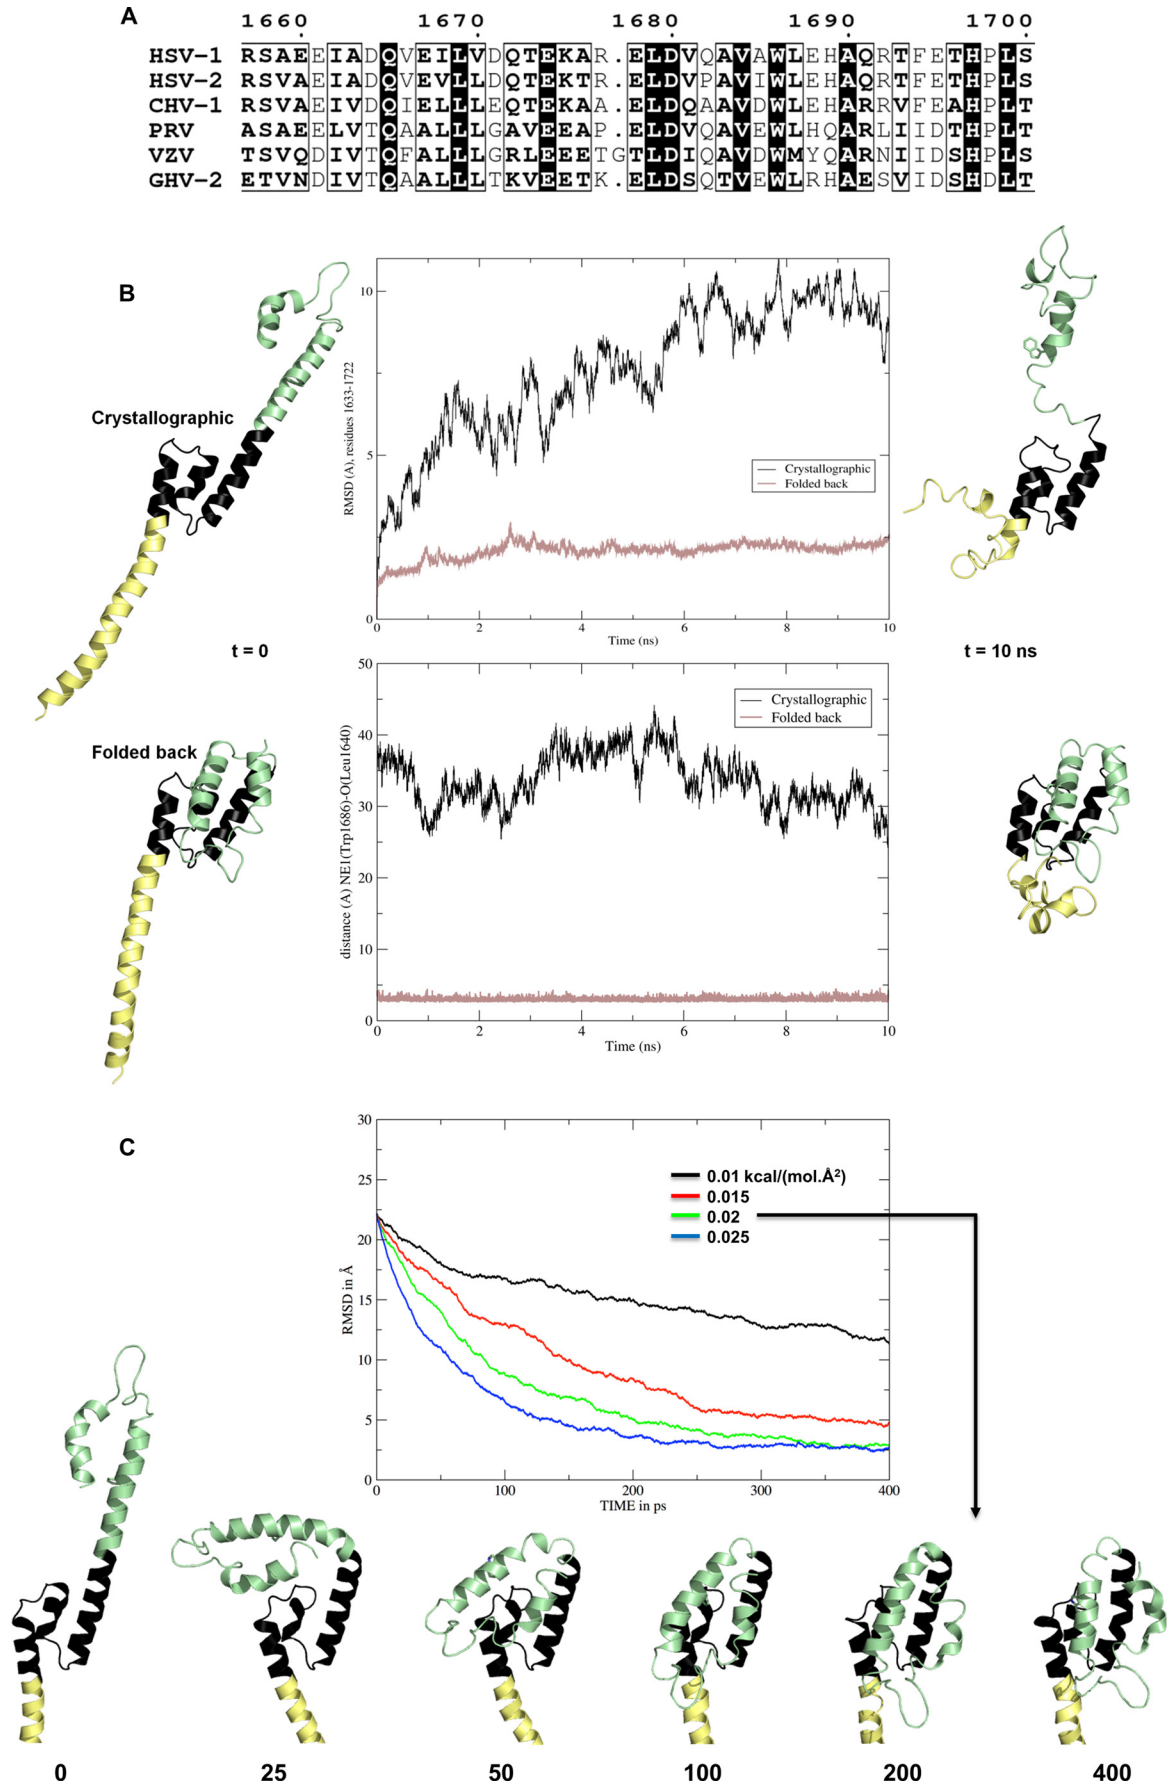 A
1660 1670 1680 1690 1700
HSV-1 RSAEEIADQVEILVDQTEKAR.ELDVQAVAWLEHAQRTFETHPLS
HSV-2 RSVAEIADQVEVLLDQTEKTR.ELDVPAVIWLEHAQRTFETHPLS
CHV-1 RSVAEIVDQIELLLEQTEKAA.ELDQAAVDWLEHARRVFEAHPLT
PRV ASAEELVTQAALLLGAVEEAP.ELDVQAVEWLHQARLIIDTHPLT
VZV TSVQDIVTQFALLLGRLEEETGTLDIQAVDWMYQARNIIDSHPLS
GHV-2 ETVNDIVTQAALLLTKVEETK.ELDSQTVEWLRHAESVIDSHDLT
B
Crystallographic
RMSD (A), residues 1633-1722
10
5
0
Crystallographic
Folded back
0 2 4 6 8 10
Time (ns)
t = 0
t = 10 ns
Folded back
distance (A) NE1(Trp1686)-O(Leu1640)
50
40
30
20
10
0
Crystallographic
Folded back
0 2 4 6 8 10
Time (ns)
C
RMSD in Å
30
25
20
15
10
5
0
0.01 kcal/(mol.Å²)
0.015
0.02
0.025
0 100 200 300 400
TIME in ps
0 25 50 100 200 400